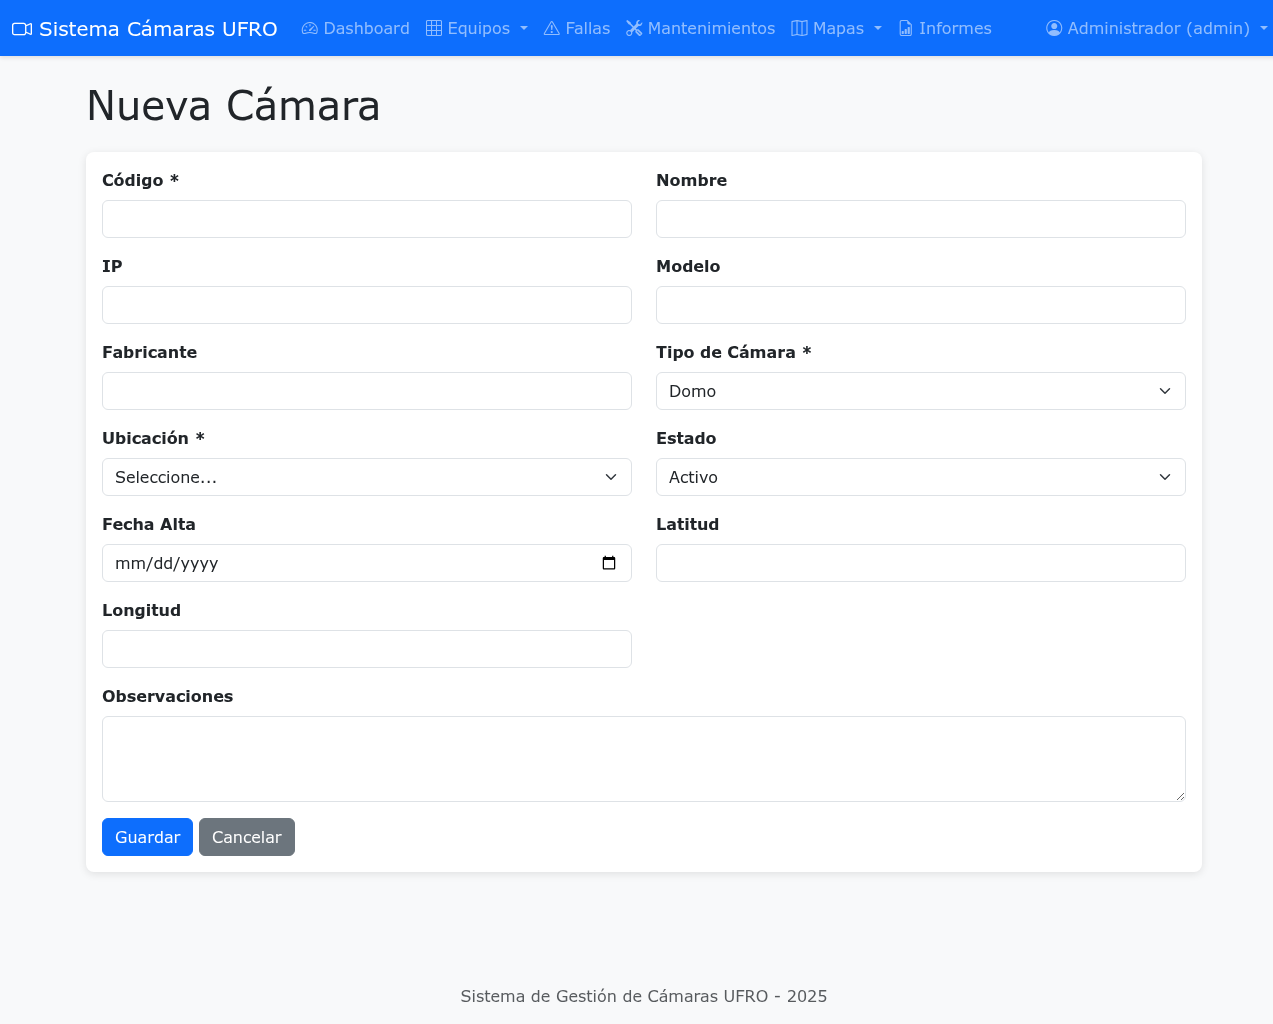 Sistema Cámaras UFRO Dashboard Equipos Fallas Mantenimientos Mapas Informes Administrador (admin)
Nueva Cámara
Código * Nombre
IP Modelo
Fabricante Tipo de Cámara *
Domo
Ubicación * Estado
Seleccione... Activo
Fecha Alta Latitud
mm/dd/yyyy
Longitud
Observaciones
Guardar Cancelar
Sistema de Gestión de Cámaras UFRO - 2025